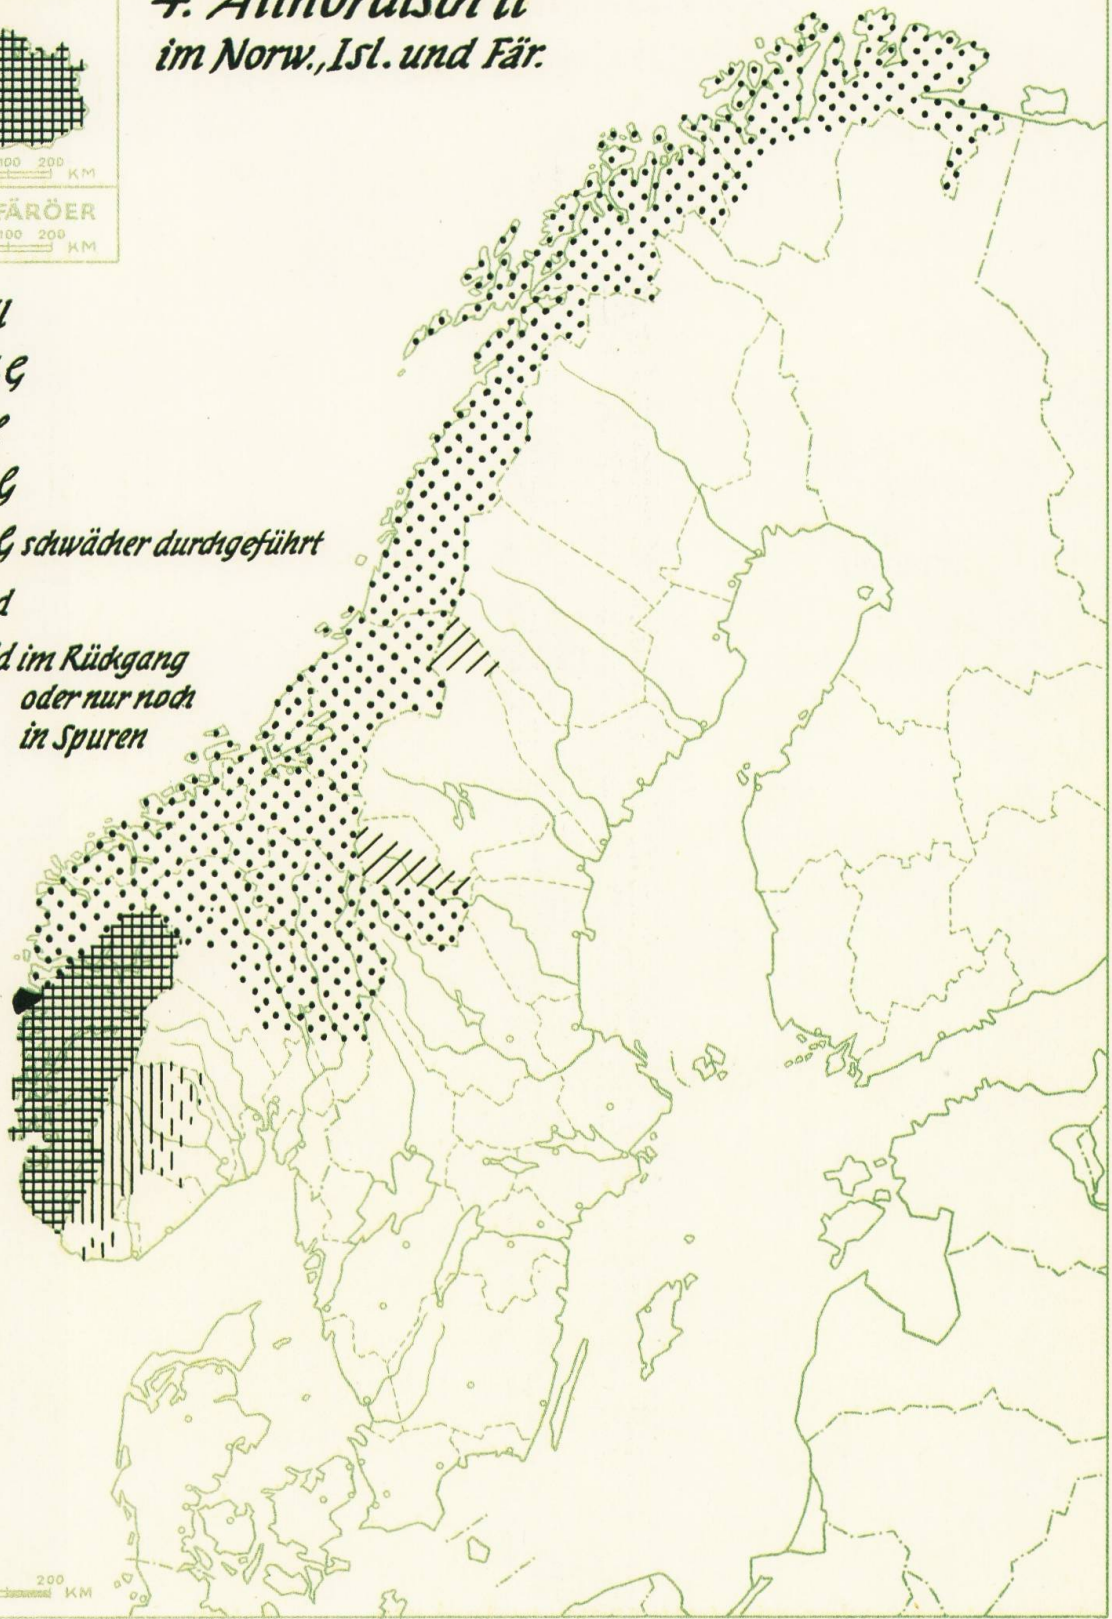 4. Altnordisch ll
im Norw., Isl. und Fär.
100 200
KM
FÄRÖER
100 200
KM
schwächer durchgeführt
im Rückgang
oder nur noch
in Spuren
200
KM